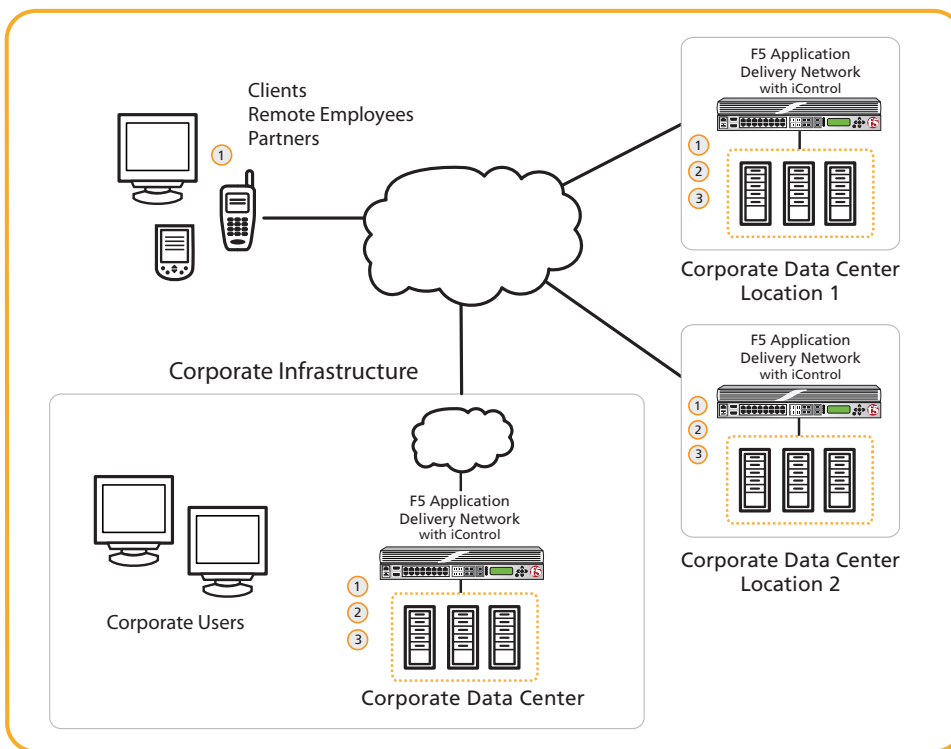 Clients
Remote Employees
Partners
1
F5 Application
Delivery Network
with iControl
1
2
3
Corporate Data Center
Location 1
F5 Application
Delivery Network
with iControl
1
2
3
Corporate Data Center
Location 2
Corporate Infrastructure
Corporate Users
F5 Application
Delivery Network
with iControl
1
2
3
Corporate Data Center